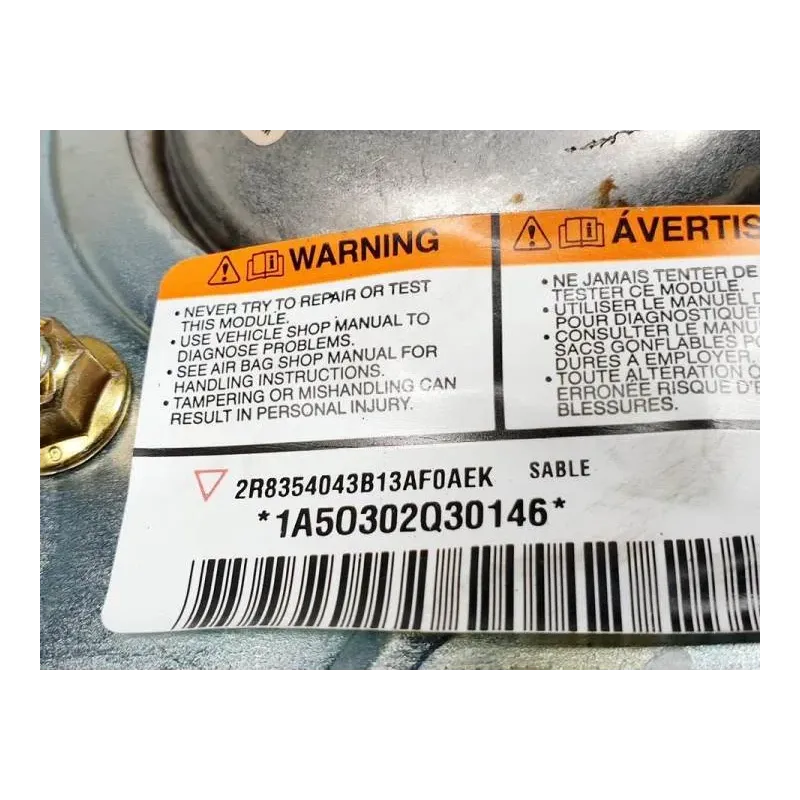 WARNING
• NEVER TRY TO REPAIR OR TEST
THIS MODULE.
• USE VEHICLE SHOP MANUAL TO
DIAGNOSE PROBLEMS.
• SEE AIR BAG SHOP MANUAL FOR
HANDLING INSTRUCTIONS.
• TAMPERING OR MISHANDLING CAN
RESULT IN PERSONAL INJURY.
ÁVERTIS
• NE JAMAIS TENTER DE
TESTER CE MODULE.
• UTILISER LE MANUEL D
POUR DIAGNOSTIQUE
• CONSULTER LE MANU
SACS GONFLABLES PO
DURES A EMPLOYER.
• TOUTE ALTERATION O
ERRONÉE RISQUE D'E
BLESSURES.
2R8354043B13AF0AEK SABLE
*1A50302Q30146*